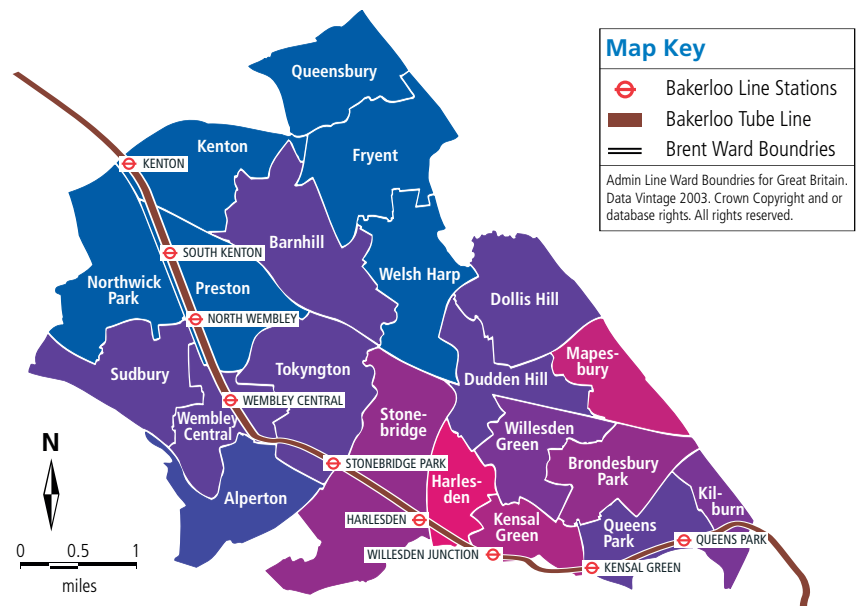 Map Key
Bakerloo Line Stations
Bakerloo Tube Line
Brent Ward Boundries
Admin Line Ward Boundries for Great Britain.
Data Vintage 2003. Crown Copyright and or
database rights. All rights reserved.
Queensbury
Kenton
Fryent
KENTON
Barnhill
SOUTH KENTON
Northwick
Park
Preston
Welsh Harp
Dollis Hill
NORTH WEMBLEY
Mapes-
bury
Sudbury
Tokyngton
Dudden Hill
WEMBLEY CENTRAL
Wembley
Central
Stone-
bridge
Willesden
Green
N
STONEBRIDGE PARK
Brondesbury
Park
Alperton
Harles-
den
Kil-
burn
HARLESDEN
Kensal
Green
Queens
Park
QUEENS PARK
WILLESDEN JUNCTION
KENSAL GREEN
0 0.5 1
miles